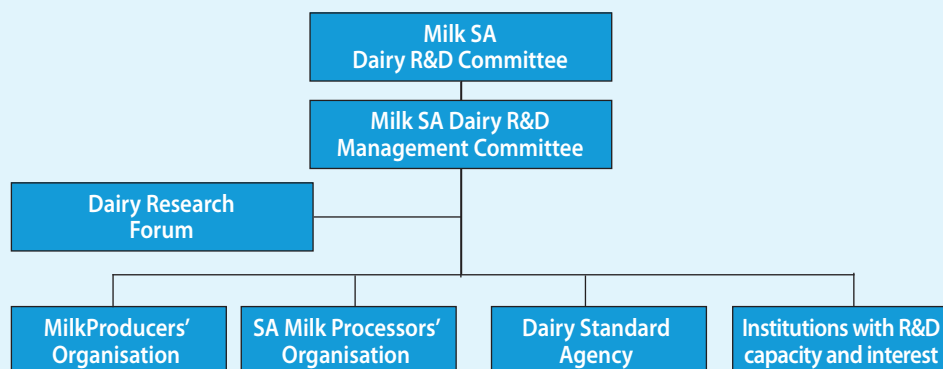 Milk SA
Dairy R&D Committee
Milk SA Dairy R&D
Management Committee
Dairy Research
Forum
MilkProducers'
Organisation
SA Milk Processors'
Organisation
Dairy Standard
Agency
Institutions with R&D
capacity and interest